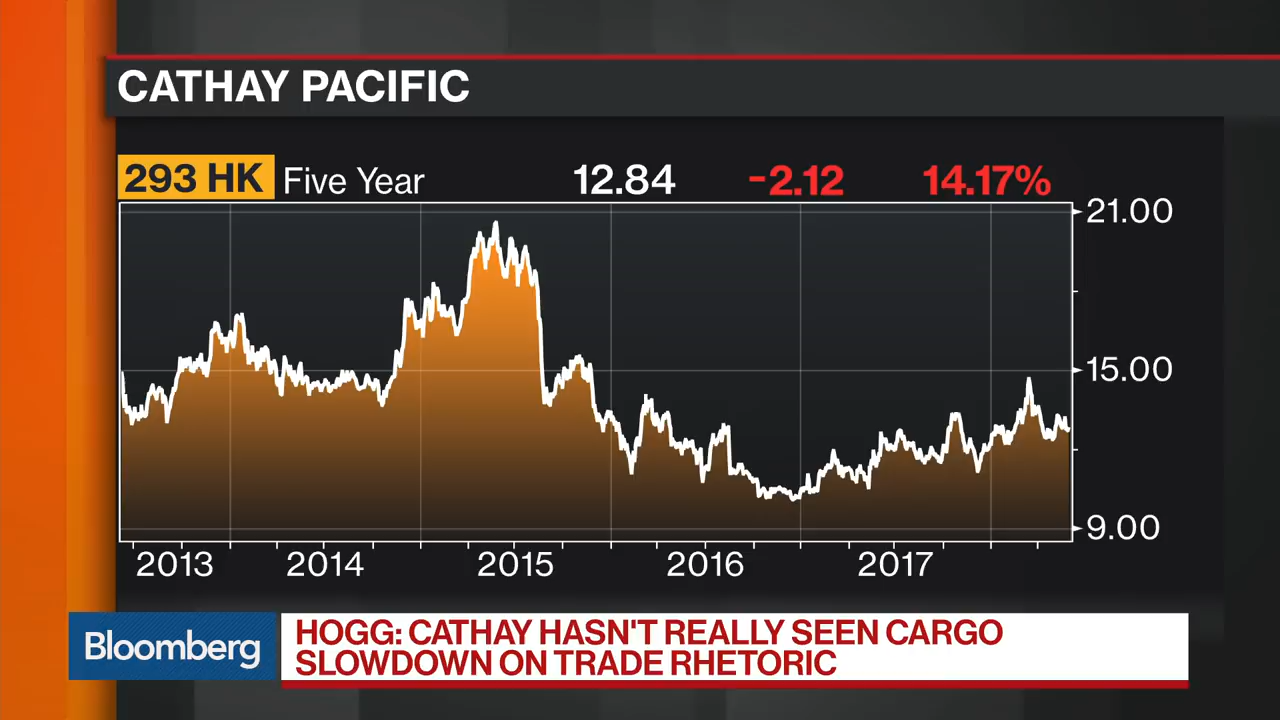 CATHAY PACIFIC
293 HK Five Year 12.84 -2.12 14.17%
21.00
15.00
9.00
2013 2014 2015 2016 2017
Bloomberg
HOGG: CATHAY HASN'T REALLY SEEN CARGO
SLOWDOWN ON TRADE RHETORIC